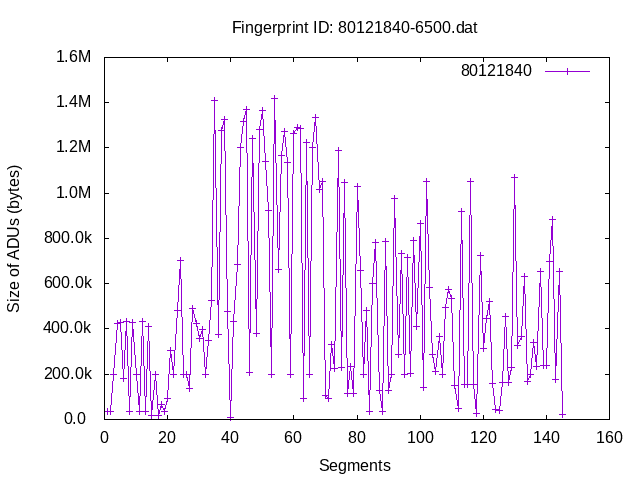 Fingerprint ID: 80121840-6500.dat
80121840
1.6M
1.4M
1.2M
1.0M
800.0k
600.0k
400.0k
200.0k
0.0
Size of ADUs (bytes)
0 20 40 60 80 100 120 140 160
Segments